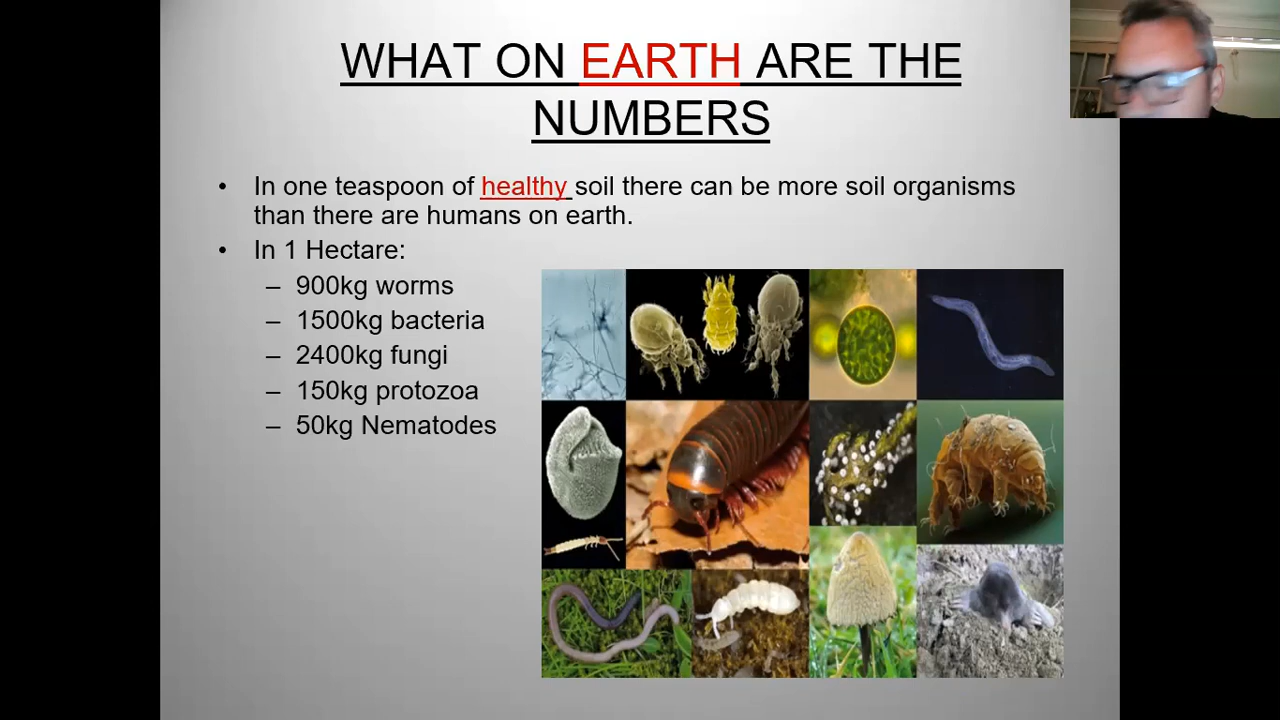 WHAT ON EARTH ARE THE
NUMBERS
• In one teaspoon of healthy soil there can be more soil organisms
than there are humans on earth.
• In 1 Hectare:
– 900kg worms
– 1500kg bacteria
– 2400kg fungi
– 150kg protozoa
– 50kg Nematodes